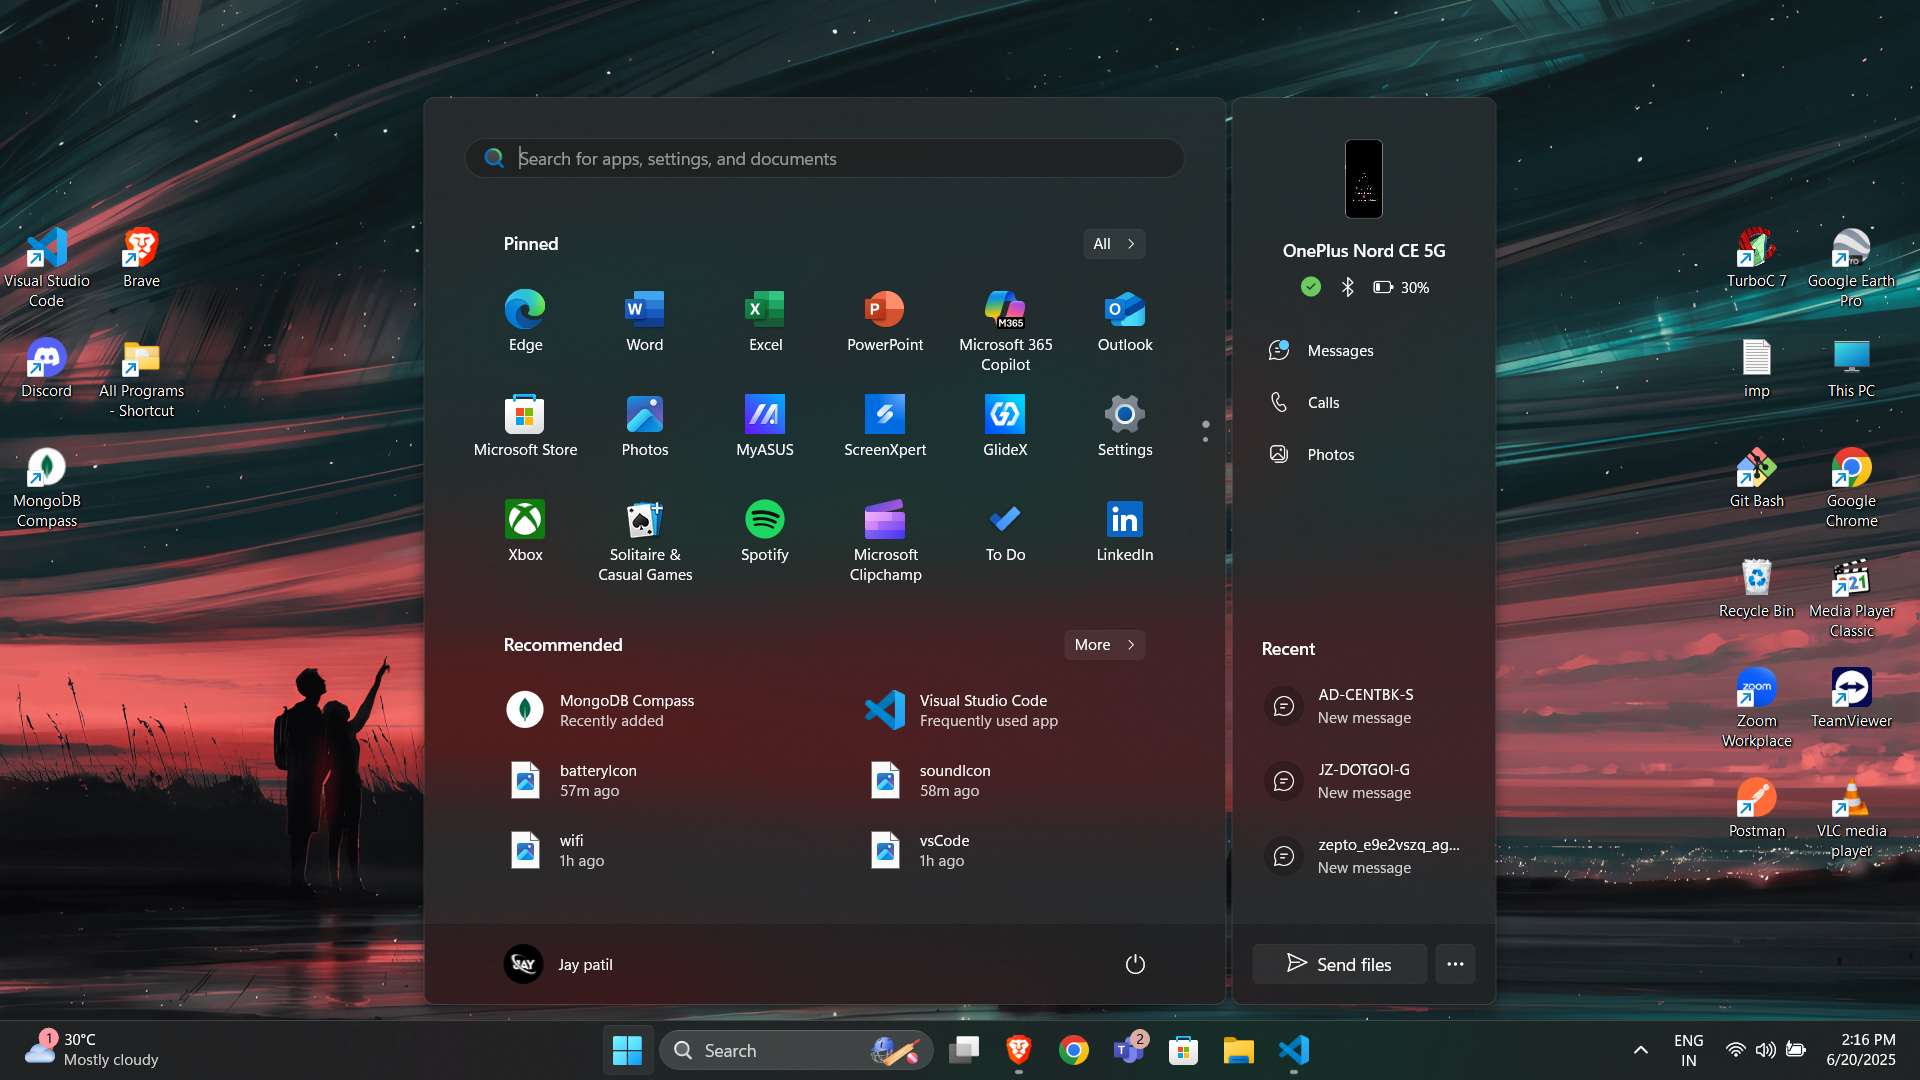 Visual Studio
Code
Brave
Discord
All Programs
- Shortcut
MongoDB
Compass
Search for apps, settings, and documents
Pinned
All
Edge
Word
Excel
PowerPoint
M365
Microsoft 365
Copilot
Outlook
Microsoft Store
Photos
MyASUS
ScreenXpert
GlideX
Settings
Xbox
Solitaire &
Casual Games
Spotify
Microsoft
Clipchamp
To Do
in
LinkedIn
Recommended
More
MongoDB Compass
Recently added
Visual Studio Code
Frequently used app
batteryIcon
57m ago
soundIcon
58m ago
wifi
1h ago
vsCode
1h ago
JAY
Jay patil
OnePlus Nord CE 5G
30%
Messages
Calls
Photos
Recent
AD-CENTBK-S
New message
JZ-DOTGOI-G
New message
zepto_e9e2vszq_ag...
New message
Send files
TurboC 7
Google Earth
Pro
imp
This PC
Git Bash
Google
Chrome
Recycle Bin
321
Media Player
Classic
zoom
Zoom
Workplace
TeamViewer
Postman
VLC media
player
1
30°C
Mostly cloudy
Search
2
ENG
IN
2:16 PM
6/20/2025